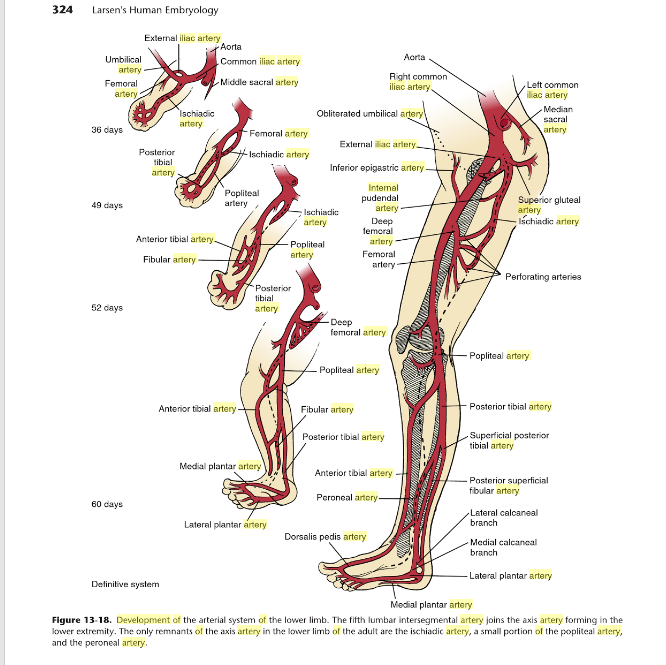 324 Larsen's Human Embryology
External iliac artery
Aorta
Umbilical
artery
Common iliac artery
Femoral
artery
Middle sacral artery
Ischiadic
artery
36 days
Femoral artery
Posterior
tibial
artery
Ischiadic artery
Popliteal
artery
49 days
Ischiadic
artery
Anterior tibial artery
Popliteal
artery
Fibular artery
Posterior
tibial
artery
52 days
Deep
femoral artery
Popliteal artery
Anterior tibial artery
Fibular artery
Posterior tibial artery
Medial plantar artery
60 days
Lateral plantar artery
Definitive system
Aorta
Right common
iliac artery
Left common
iliac artery
Median
sacral
artery
Obliterated umbilical artery
External iliac artery
Inferior epigastric artery
Internal
pudendal
artery
Superior gluteal
artery
Ischiadic artery
Deep
femoral
artery
Femoral
artery
Perforating arteries
Popliteal artery
Posterior tibial artery
Superficial posterior
tibial artery
Anterior tibial artery
Posterior superficial
fibular artery
Peroneal artery
Lateral calcaneal
branch
Dorsalis pedis artery
Medial calcaneal
branch
Lateral plantar artery
Medial plantar artery
Figure 13-18. Development of the arterial system of the lower limb. The fifth lumbar intersegmental artery joins the axis artery forming in the
lower extremity. The only remnants of the axis artery in the lower limb of the adult are the ischiadic artery, a small portion of the popliteal artery,
and the peroneal artery.